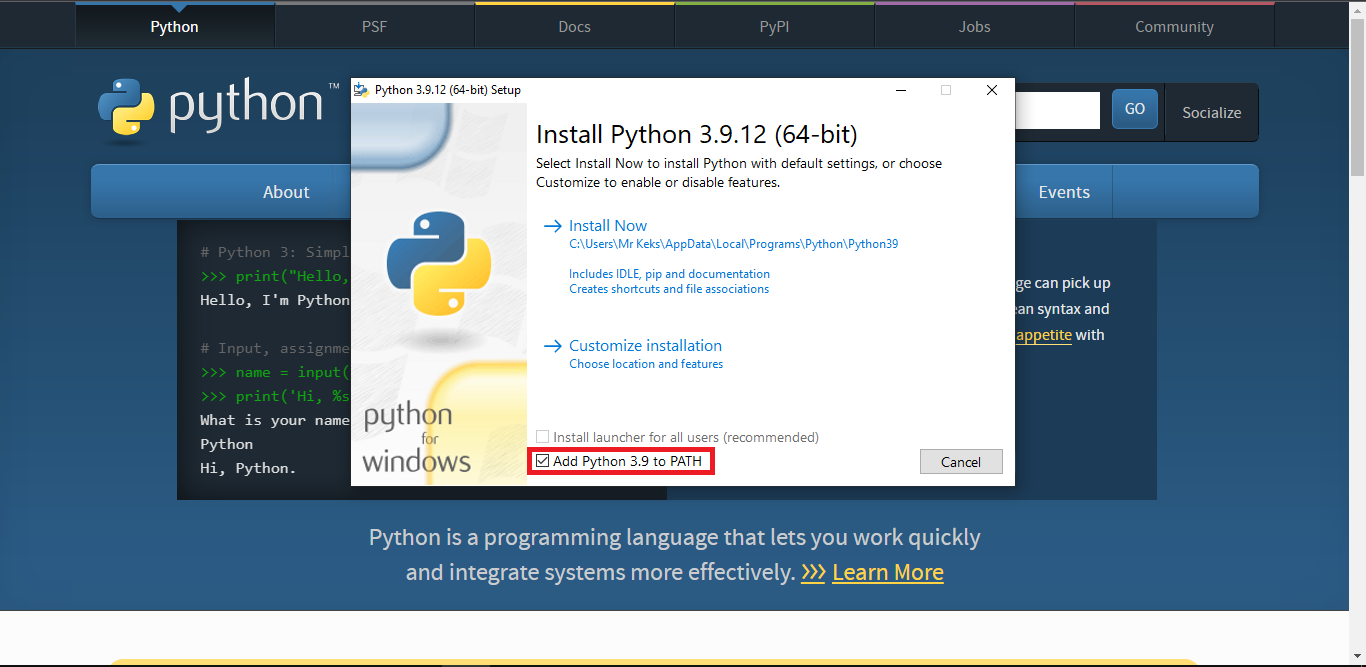 Python PSF Docs PyPI Jobs Community
python™
GO
Socialize
About
Events
# Python 3: Simpl
>>> print("Hello,
Hello, I'm Python
# Input, assignme
>>> name = input(
>>> print('Hi, %s
What is your name
Python
Hi, Python.
Python 3.9.12 (64-bit) Setup
Install Python 3.9.12 (64-bit)
Select Install Now to install Python with default settings, or choose
Customize to enable or disable features.
Install Now
C:\Users\Mr Keks\AppData\Local\Programs\Python\Python39
Includes IDLE, pip and documentation
Creates shortcuts and file associations
Customize installation
Choose location and features
python
for
windows
Install launcher for all users (recommended)
Add Python 3.9 to PATH
Cancel
ge can pick up
ean syntax and
appetite with
Python is a programming language that lets you work quickly
and integrate systems more effectively. >>> Learn More